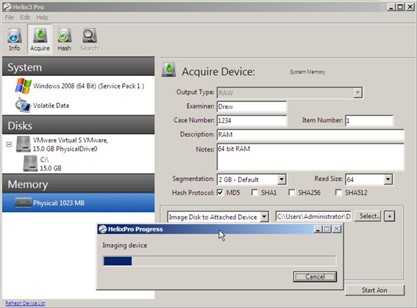 Helix3 Pro
File Edit Help
Info Acquire Hash Search
System
Windows 2008 (64 Bit) (Service Pack 1 )
Volatile Data
Disks
VMware Virtual S VMware,
15.0 GB PhysicalDrive0
C:\
15.0 GB
Memory
Physical: 1023 MB
Refresh Device List
Acquire Device: System Memory
Output Type: RAW
Examiner: Drew
Case Number: 1234 Item Number: 1
Description: RAM
Notes: 64 bit RAM
Segmentation: 2 GB - Default Read Size: 64
Hash Protocol: MD5 SHA1 SHA256 SHA512
Image Disk to Attached Device C:\Users\Administrator\D Select... +
HelixPro Progress
Imaging device
Cancel